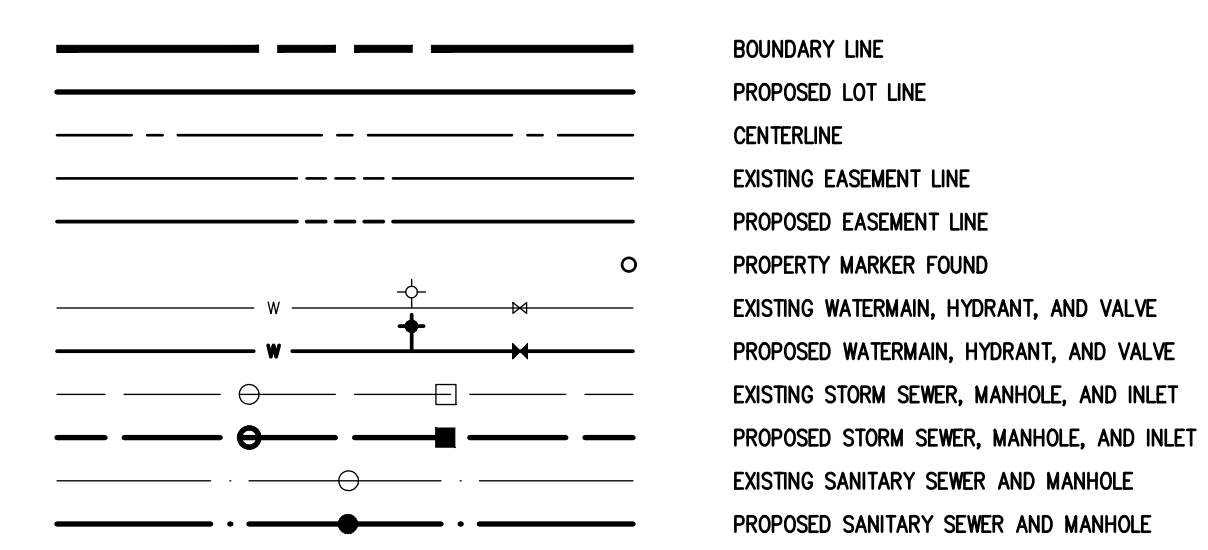 BOUNDARY LINE
PROPOSED LOT LINE
CENTERLINE
EXISTING EASEMENT LINE
PROPOSED EASEMENT LINE
PROPERTY MARKER FOUND
W EXISTING WATERMAIN, HYDRANT, AND VALVE
W PROPOSED WATERMAIN, HYDRANT, AND VALVE
EXISTING STORM SEWER, MANHOLE, AND INLET
PROPOSED STORM SEWER, MANHOLE, AND INLET
EXISTING SANITARY SEWER AND MANHOLE
PROPOSED SANITARY SEWER AND MANHOLE